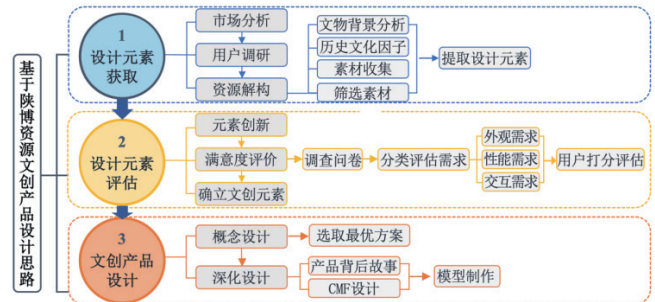 基于陕博资源文创产品设计思路
1
设计元素
获取
市场分析
用户调研
资源解构
文物背景分析
历史文化因子
素材收集
筛选素材
提取设计元素
2
设计元素
评估
元素创新
满意度评价
确立文创元素
调查问卷
分类评估需求
外观需求
性能需求
交互需求
用户打分评估
3
文创产品
设计
概念设计
选取最优方案
深化设计
产品背后故事
CMF设计
模型制作